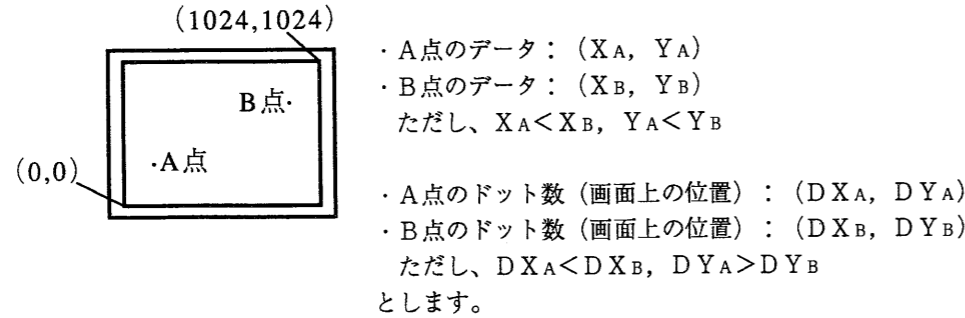 (1024,1024)
B点・
・A点
(0,0)
・A点のデータ：（XA，YA）
・B点のデータ：（XB，YB）
ただし、XA＜XB，YA＜YB
・A点のドット数（画面上の位置）：（DXA，DYA）
・B点のドット数（画面上の位置）：（DXB，DYB）
ただし、DXA＜DXB，DYA＞DYB
とします。